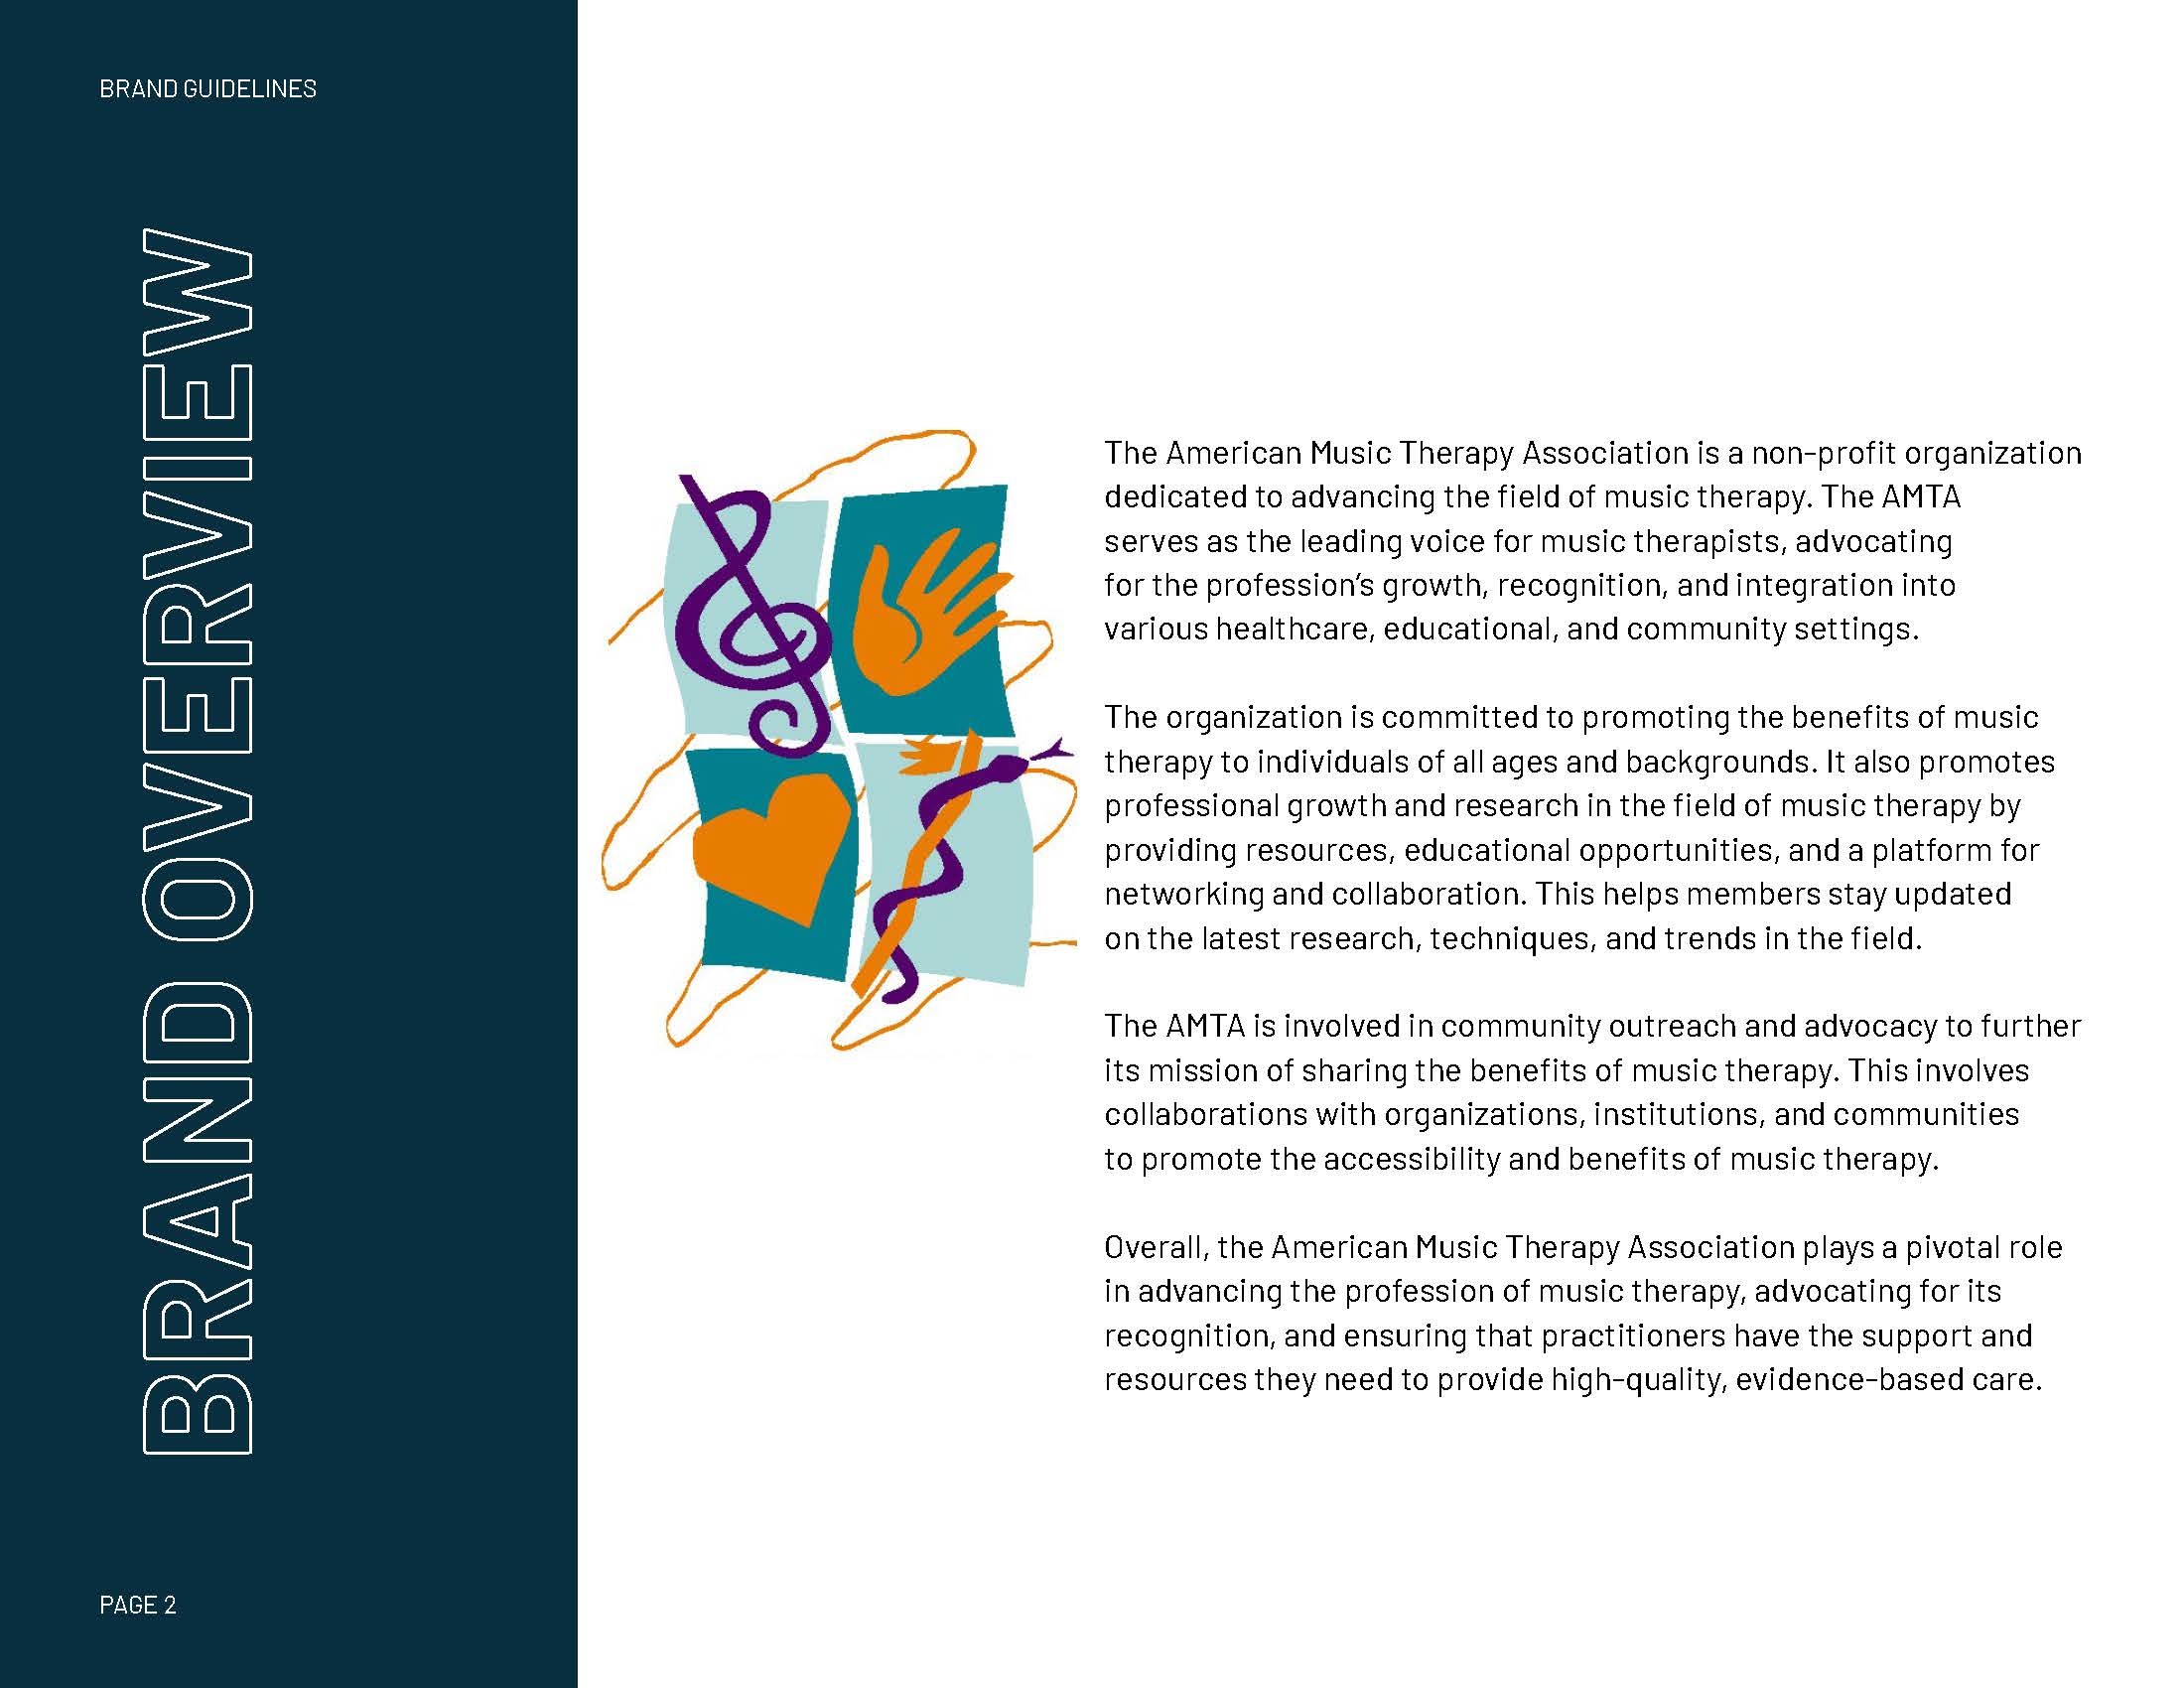 BRAND GUIDELINES
BRAND OVERVIEW
The American Music Therapy Association is a non-profit organization
dedicated to advancing the field of music therapy. The AMTA
serves as the leading voice for music therapists, advocating
for the profession’s growth, recognition, and integration into
various healthcare, educational, and community settings.
The organization is committed to promoting the benefits of music
therapy to individuals of all ages and backgrounds. It also promotes
professional growth and research in the field of music therapy by
providing resources, educational opportunities, and a platform for
networking and collaboration. This helps members stay updated
on the latest research, techniques, and trends in the field.
The AMTA is involved in community outreach and advocacy to further
its mission of sharing the benefits of music therapy. This involves
collaborations with organizations, institutions, and communities
to promote the accessibility and benefits of music therapy.
Overall, the American Music Therapy Association plays a pivotal role
in advancing the profession of music therapy, advocating for its
recognition, and ensuring that practitioners have the support and
resources they need to provide high-quality, evidence-based care.
PAGE 2